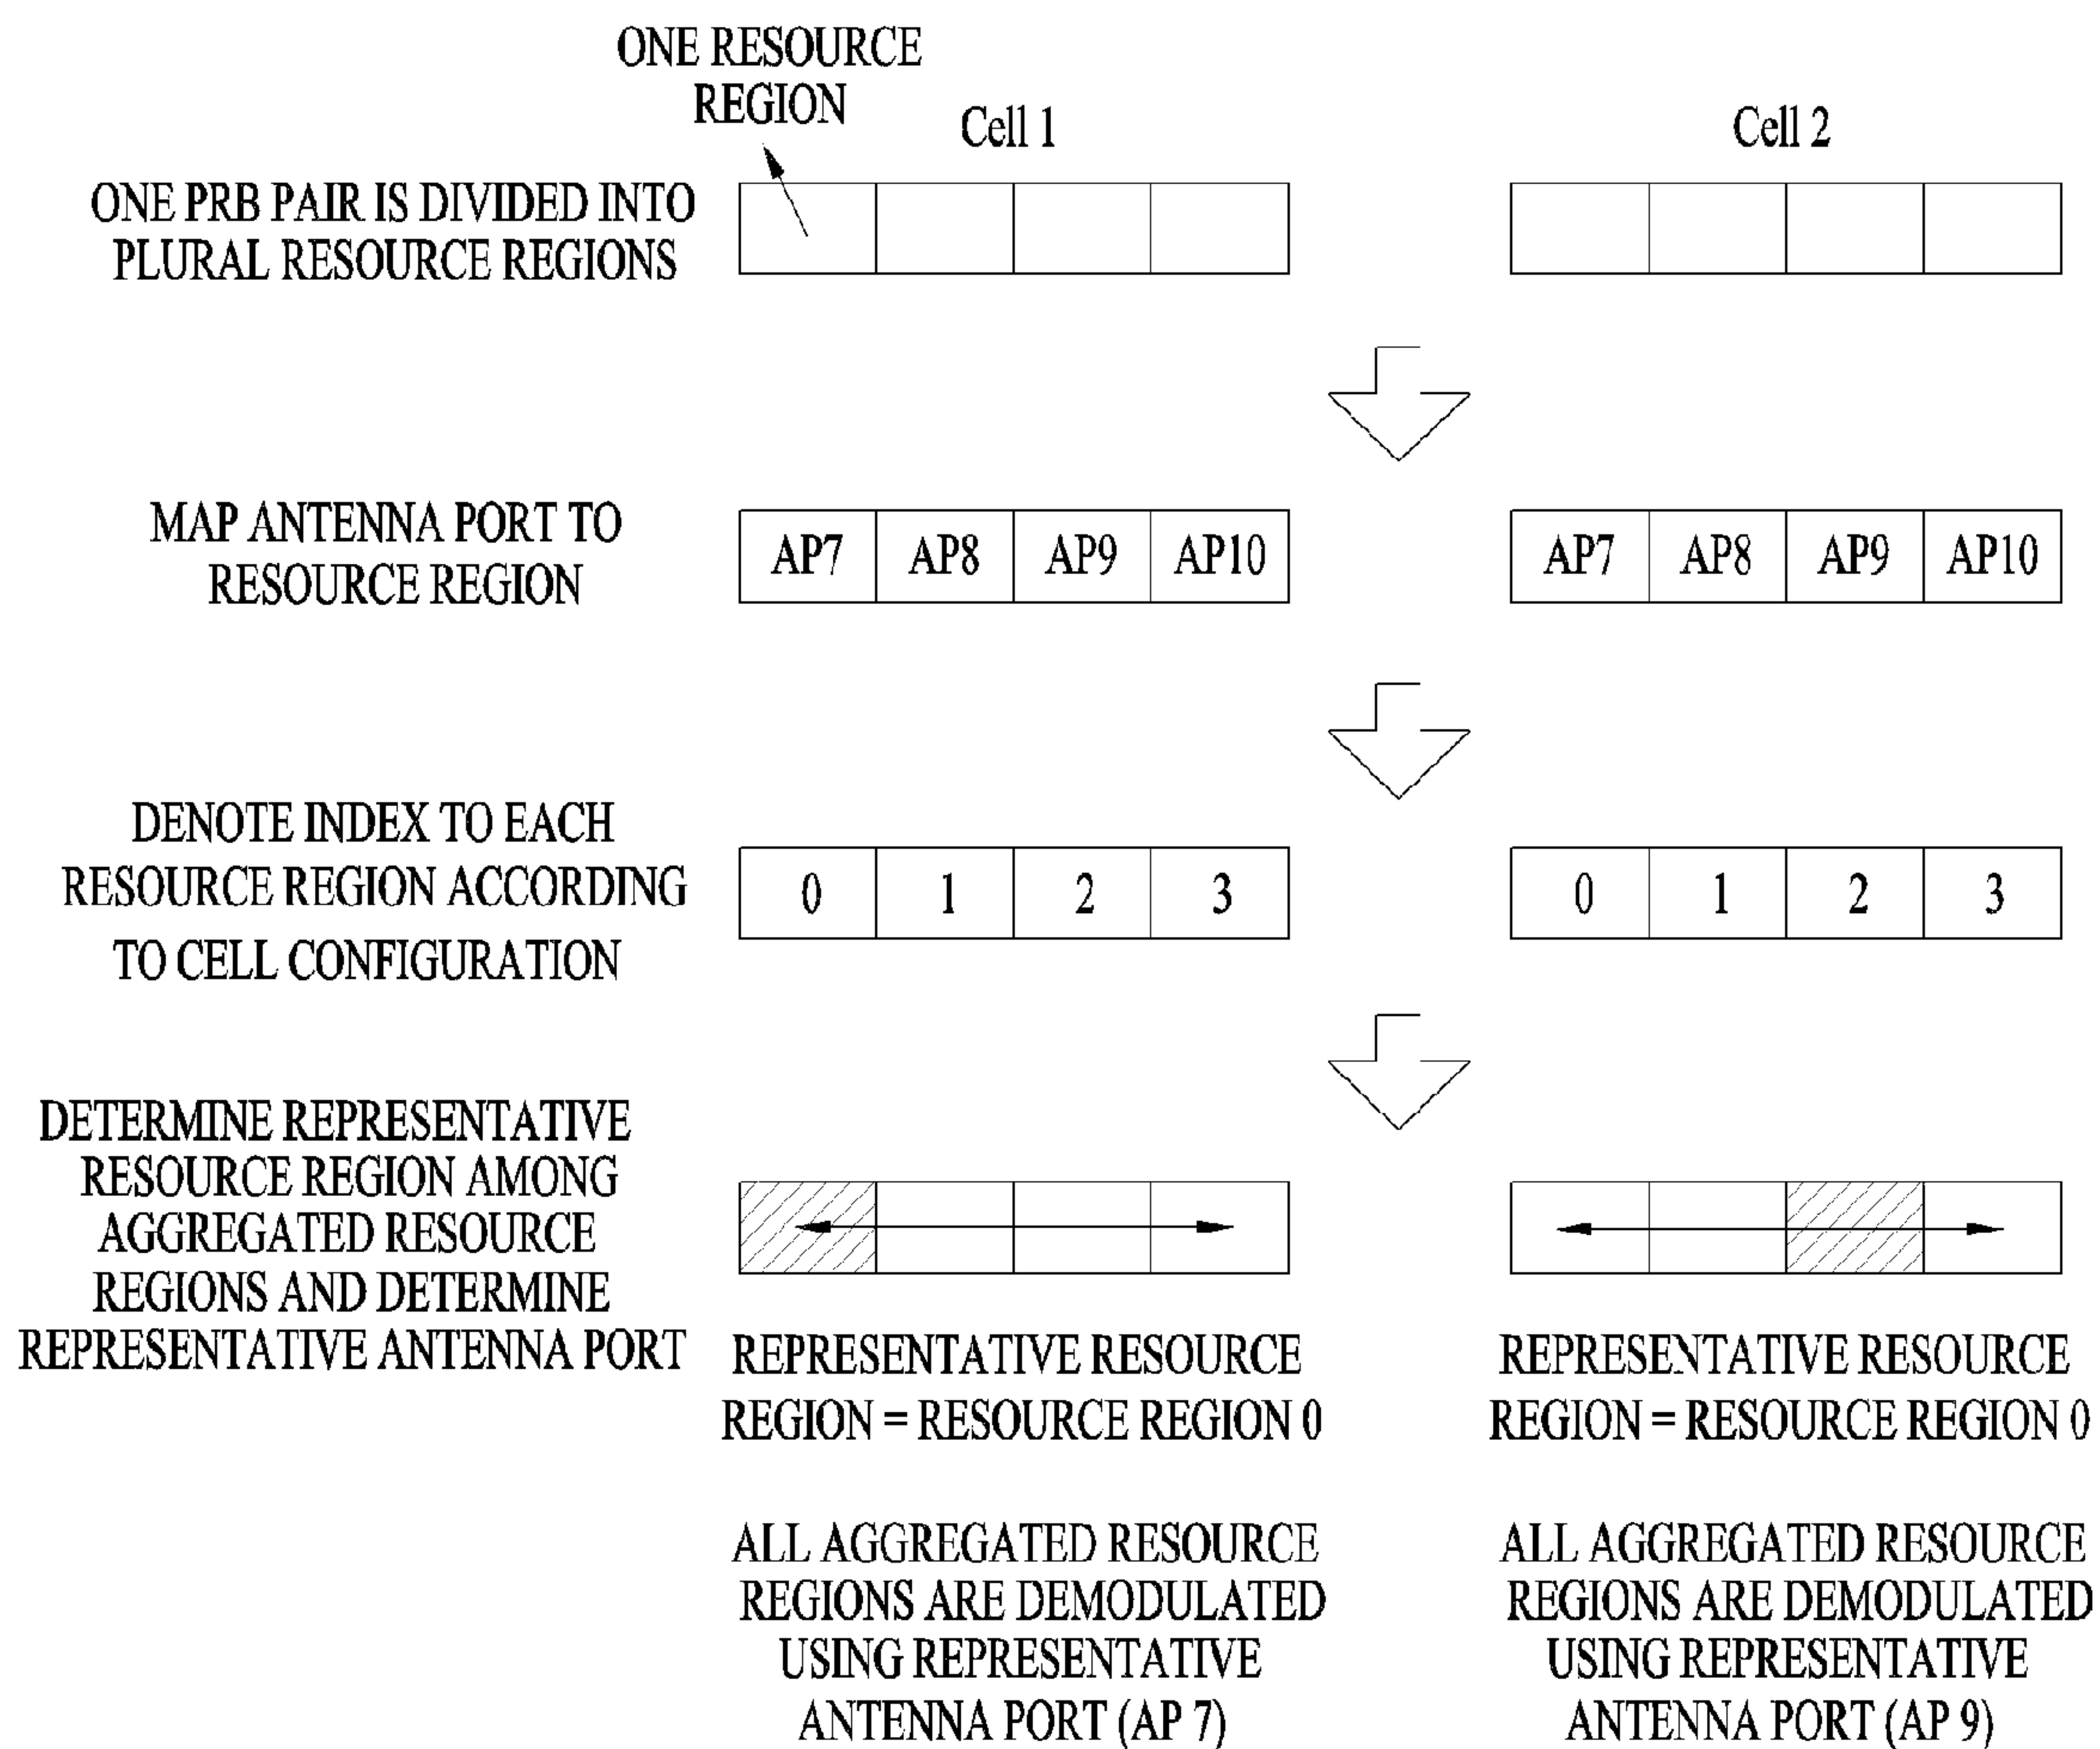 ONE RESOURCE
REGION
Cell 1
Cell 2
ONE PRB PAIR IS DIVIDED INTO
PLURAL RESOURCE REGIONS
MAP ANTENNA PORT TO
RESOURCE REGION
AP7 AP8 AP9 AP10
AP7 AP8 AP9 AP10
DENOTE INDEX TO EACH
RESOURCE REGION ACCORDING
TO CELL CONFIGURATION
0 1 2 3
0 1 2 3
DETERMINE REPRESENTATIVE
RESOURCE REGION AMONG
AGGREGATED RESOURCE
REGIONS AND DETERMINE
REPRESENTATIVE ANTENNA PORT
REPRESENTATIVE RESOURCE
REGION = RESOURCE REGION 0
ALL AGGREGATED RESOURCE
REGIONS ARE DEMODULATED
USING REPRESENTATIVE
ANTENNA PORT (AP 7)
REPRESENTATIVE RESOURCE
REGION = RESOURCE REGION 0
ALL AGGREGATED RESOURCE
REGIONS ARE DEMODULATED
USING REPRESENTATIVE
ANTENNA PORT (AP 9)